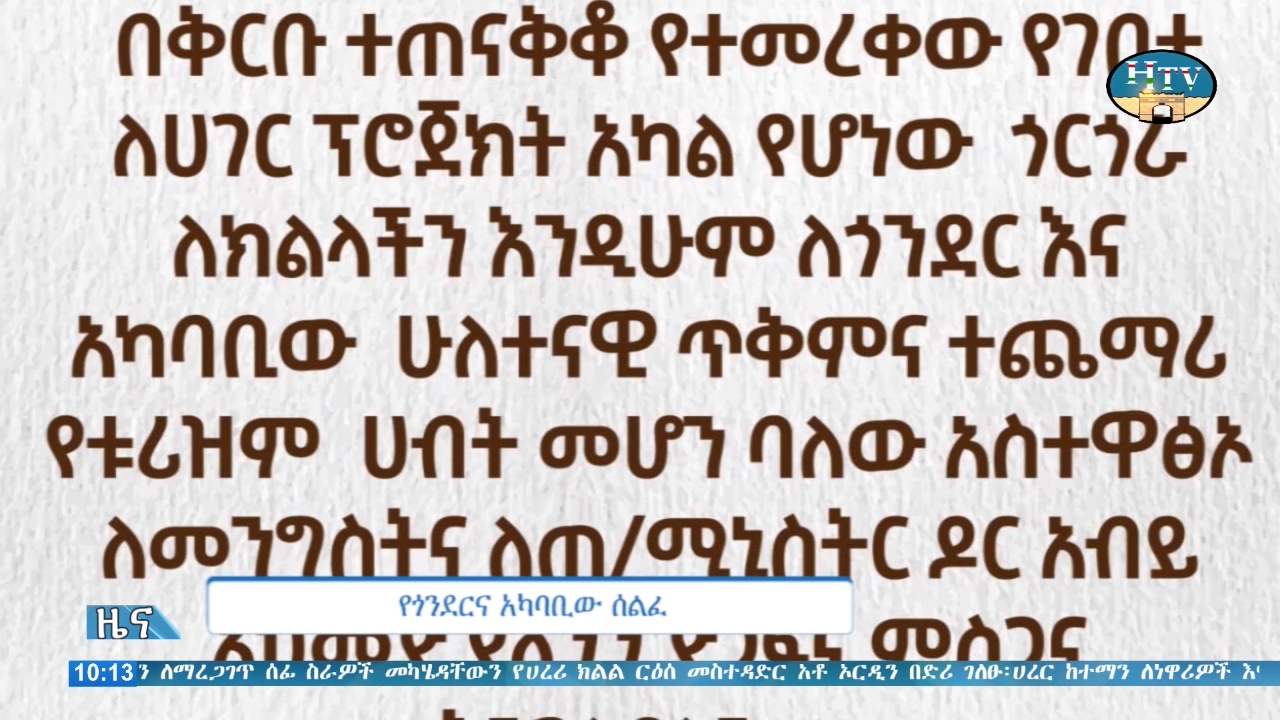 በቅርቡ ተጠናቅቆ የተመረቀው የገበታ
HTV
ለሀገር ፕሮጀክት አካል የሆነው ጎርጎራ
ለክልላችን እንዲሁም ለጎንደር እና
አካባቢው ሁለተናዊ ጥቅምና ተጨማሪ
የቱሪዝም ሀብት መሆን ባለው አስተዋፅኦ
ለመንግስትና ለጠ/ሚኒስትር ዶር አብይ
የጎንደርና አካባቢው ሰልፈ
ዜና
10:13 ን ለማረጋገጥ ሰፊ ስራዎች መካሄዳቸውን የሀረሪ ክልል ርዕሰ መስተዳድር አቶ ኦርዲን በድሪ ገለፁ፡ሀረር ከተማን ለነዋሪዎች